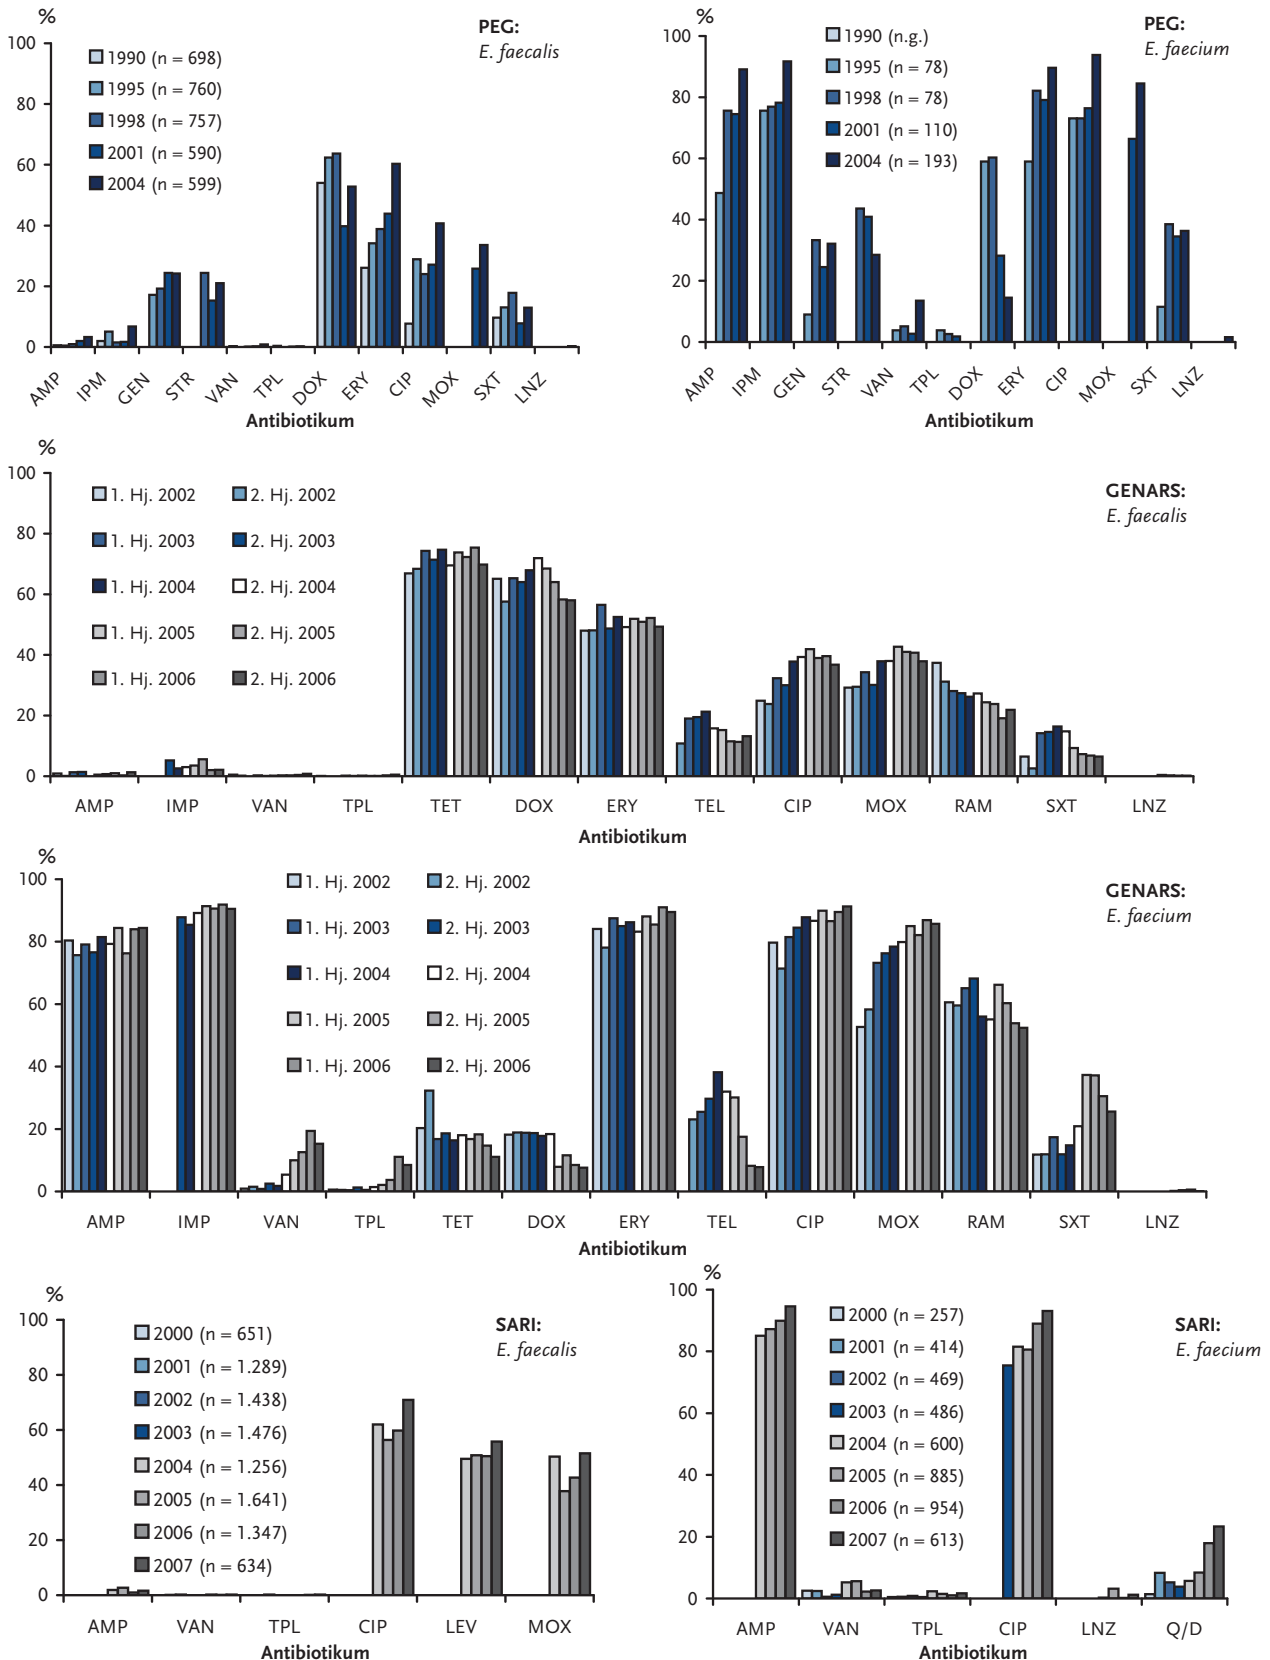 %
PEG:
E. faecalis
100
80
60
40
20
0
1990 (n = 698)
1995 (n = 760)
1998 (n = 757)
2001 (n = 590)
2004 (n = 599)
AMP IPM GEN STR VAN TPL DOX ERY CIP MOX SXT LNZ
Antibiotikum
%
PEG:
E. faecium
100
80
60
40
20
0
1990 (n.g.)
1995 (n = 78)
1998 (n = 78)
2001 (n = 110)
2004 (n = 193)
AMP IPM GEN STR VAN TPL DOX ERY CIP MOX SXT LNZ
Antibiotikum
%
GENARS:
E. faecalis
100
80
60
40
20
0
1. Hj. 2002 2. Hj. 2002
1. Hj. 2003 2. Hj. 2003
1. Hj. 2004 2. Hj. 2004
1. Hj. 2005 2. Hj. 2005
1. Hj. 2006 2. Hj. 2006
AMP IMP VAN TPL TET DOX ERY TEL CIP MOX RAM SXT LNZ
Antibiotikum
%
GENARS:
E. faecium
100
80
60
40
20
0
1. Hj. 2002 2. Hj. 2002
1. Hj. 2003 2. Hj. 2003
1. Hj. 2004 2. Hj. 2004
1. Hj. 2005 2. Hj. 2005
1. Hj. 2006 2. Hj. 2006
AMP IMP VAN TPL TET DOX ERY TEL CIP MOX RAM SXT LNZ
Antibiotikum
%
SARI:
E. faecalis
100
80
60
40
20
0
2000 (n = 651)
2001 (n = 1.289)
2002 (n = 1.438)
2003 (n = 1.476)
2004 (n = 1.256)
2005 (n = 1.641)
2006 (n = 1.347)
2007 (n = 634)
AMP VAN TPL CIP LEV MOX
Antibiotikum
%
SARI:
E. faecium
100
80
60
40
20
0
2000 (n = 257)
2001 (n = 414)
2002 (n = 469)
2003 (n = 486)
2004 (n = 600)
2005 (n = 885)
2006 (n = 954)
2007 (n = 613)
AMP VAN TPL CIP LNZ Q/D
Antibiotikum